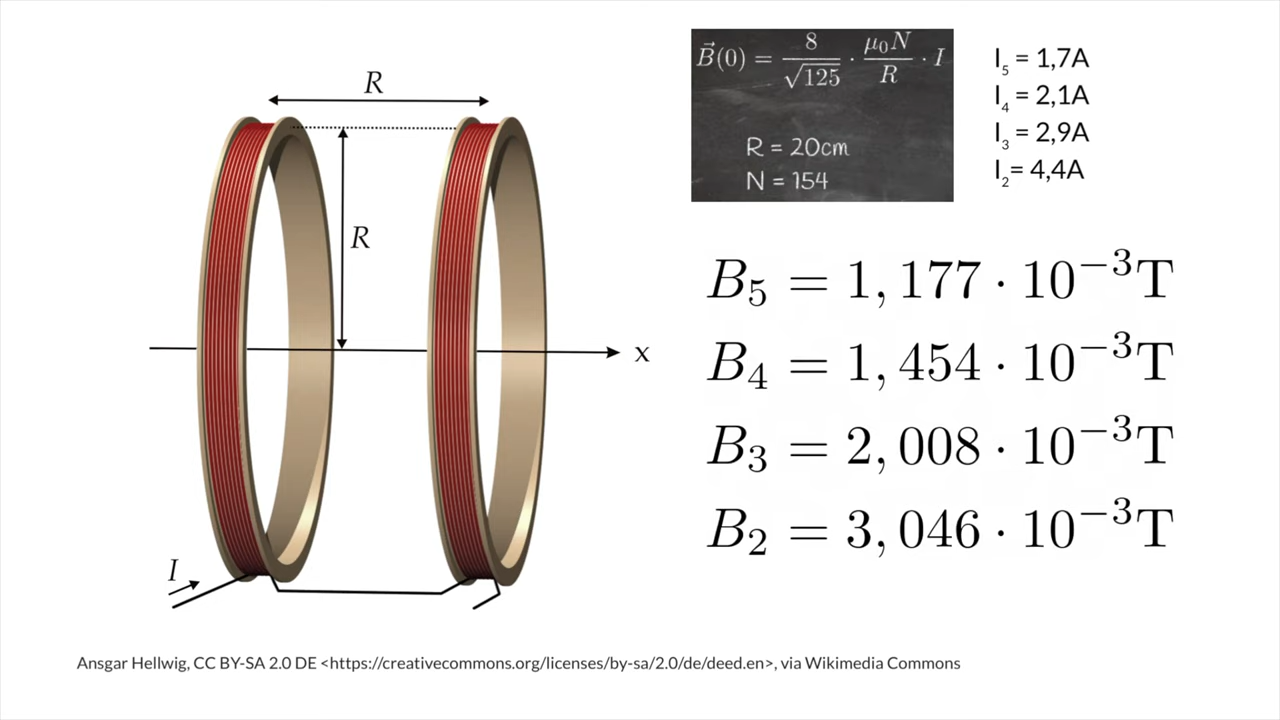 R
R
x
I
B⃗(0) = 8/√125 · μ₀N/R · I
R = 20cm
N = 154
I₅ = 1,7A
I₄ = 2,1A
I₃ = 2,9A
I₂= 4,4A
B₅ = 1,177 · 10⁻³T
B₄ = 1,454 · 10⁻³T
B₃ = 2,008 · 10⁻³T
B₂ = 3,046 · 10⁻³T
Ansgar Hellwig, CC BY-SA 2.0 DE <https://creativecommons.org/licenses/by-sa/2.0/de/deed.en>, via Wikimedia Commons